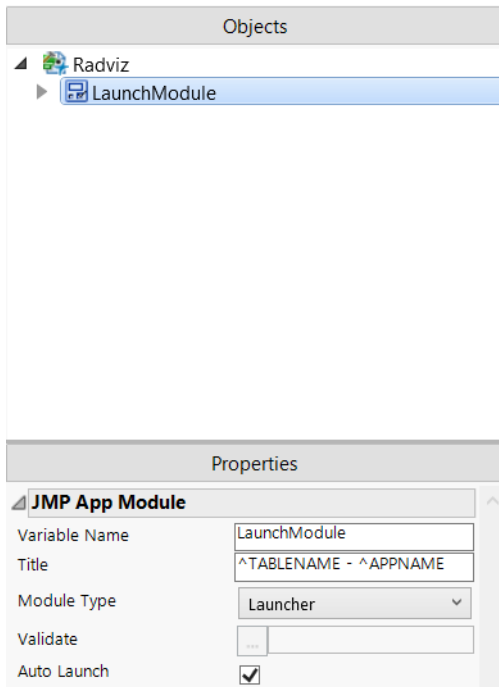 Objects
Radviz
LaunchModule
Properties
JMP App Module
Variable Name LaunchModule
Title ^TABLENAME - ^APPNAME
Module Type Launcher
Validate ...
Auto Launch